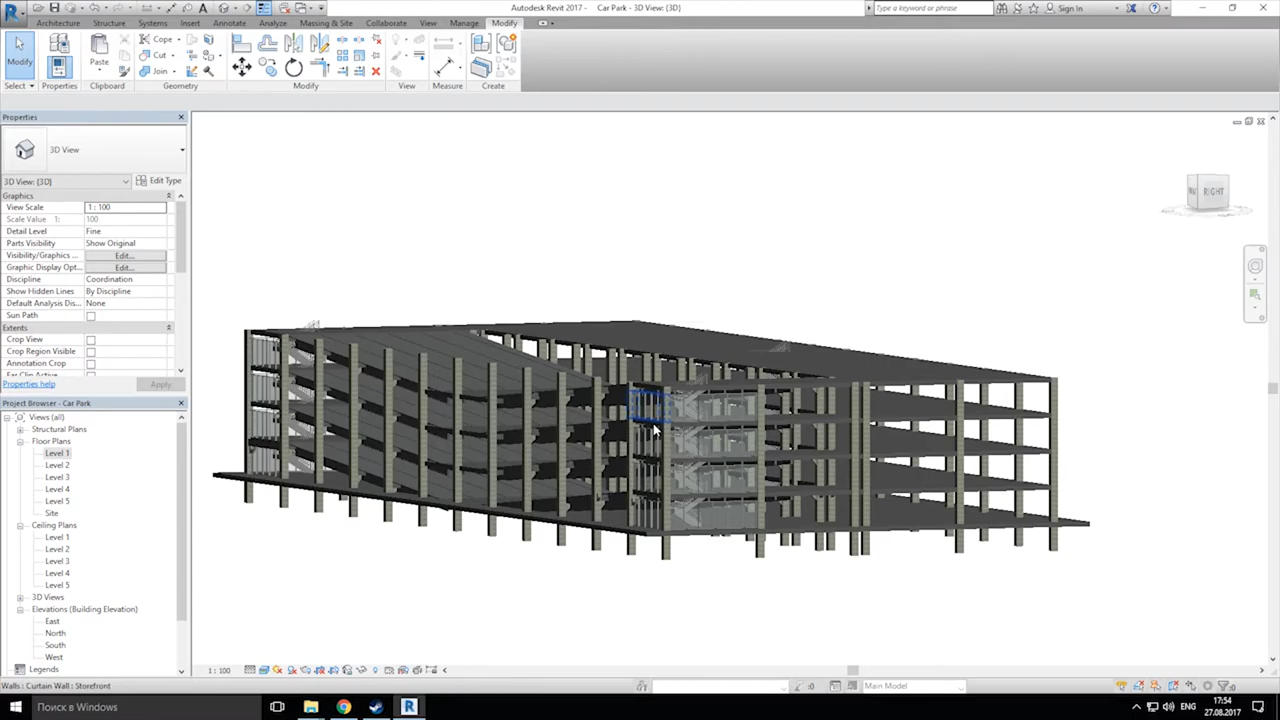 Autodesk Revit 2017 -    Car Park - 3D View: {3D}
Type a keyword or phrase
Sign In
Architecture Structure Systems Insert Annotate Analyze Massing & Site Collaborate View Manage Modify
Modify
Paste
Cope
Cut
Join
Select Properties Clipboard Geometry Modify View Measure Create
Properties
3D View
3D View: {3D}
Edit Type
Graphics
View Scale 1 : 100
Scale Value 1: 100
Detail Level Fine
Parts Visibility Show Original
Visibility/Graphics ... Edit...
Graphic Display Opt... Edit...
Discipline Coordination
Show Hidden Lines By Discipline
Default Analysis Dis... None
Sun Path
Extents
Crop View
Crop Region Visible
Annotation Crop
Far Clip Active
Properties help
Apply
Project Browser - Car Park
Views (all)
Structural Plans
Floor Plans
Level 1
Level 2
Level 3
Level 4
Level 5
Site
Ceiling Plans
Level 1
Level 2
Level 3
Level 4
Level 5
3D Views
Elevations (Building Elevation)
East
North
South
West
Legends
RIGHT
1 : 100
Walls : Curtain Wall : Storefront
:0
Main Model
:0
Поиск в Windows
ENG
17:54
27.08.2017